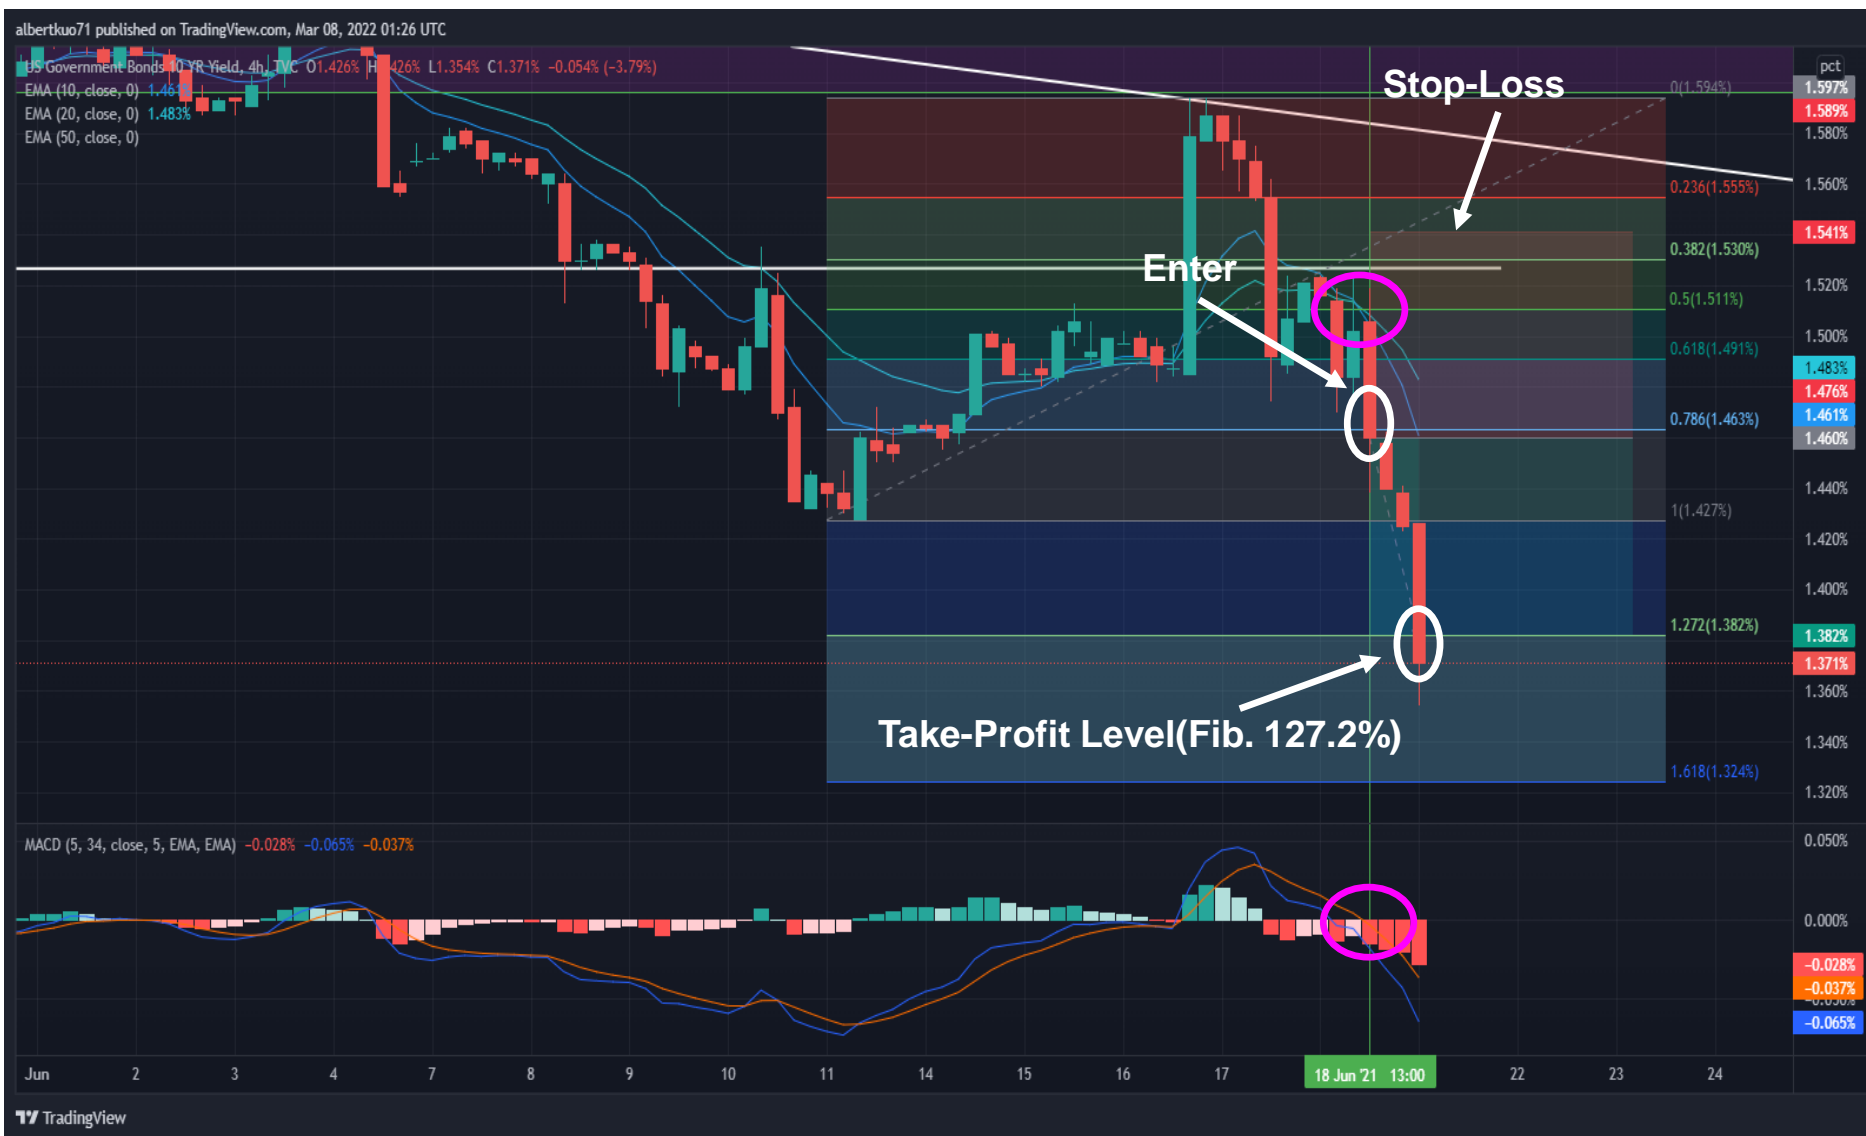 albertkuo71 published on TradingView.com, Mar 08, 2022 01:26 UTC
US Government Bonds 10 YR Yield, 4h, TVC O1.426% H1.426% L1.354% C1.371% −0.054% (−3.79%)
EMA (10, close, 0) 1.461%
EMA (20, close, 0) 1.483%
EMA (50, close, 0)
pct
Stop-Loss
0(1.594%)
1.597%
1.589%
1.580%
1.560%
0.236(1.555%)
1.541%
0.382(1.530%)
Enter
1.520%
0.5(1.511%)
1.500%
0.618(1.491%)
1.483%
1.476%
1.461%
0.786(1.463%)
1.460%
1.440%
1(1.427%)
1.420%
1.400%
1.272(1.382%)
1.382%
1.371%
1.360%
Take-Profit Level(Fib. 127.2%)
1.340%
1.618(1.324%)
1.320%
MACD (5, 34, close, 5, EMA, EMA) −0.028% −0.065% −0.037%
0.050%
0.000%
−0.028%
−0.037%
−0.050%
−0.065%
Jun 2 3 4 7 8 9 10 11 14 15 16 17 18 Jun '21 13:00 22 23 24
TradingView